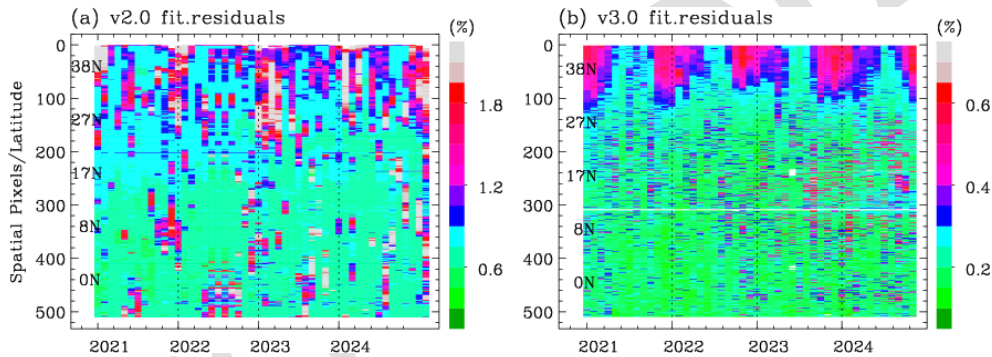 (a) v2.0 fit.residuals
(%)
(b) v3.0 fit.residuals
(%)
Spatial Pixels/Latitude
0
100
200
300
400
500
38N
27N
17N
8N
0N
2021
2022
2023
2024
1.8
1.2
0.6
0
100
200
300
400
500
38N
27N
17N
8N
0N
2021
2022
2023
2024
0.6
0.4
0.2